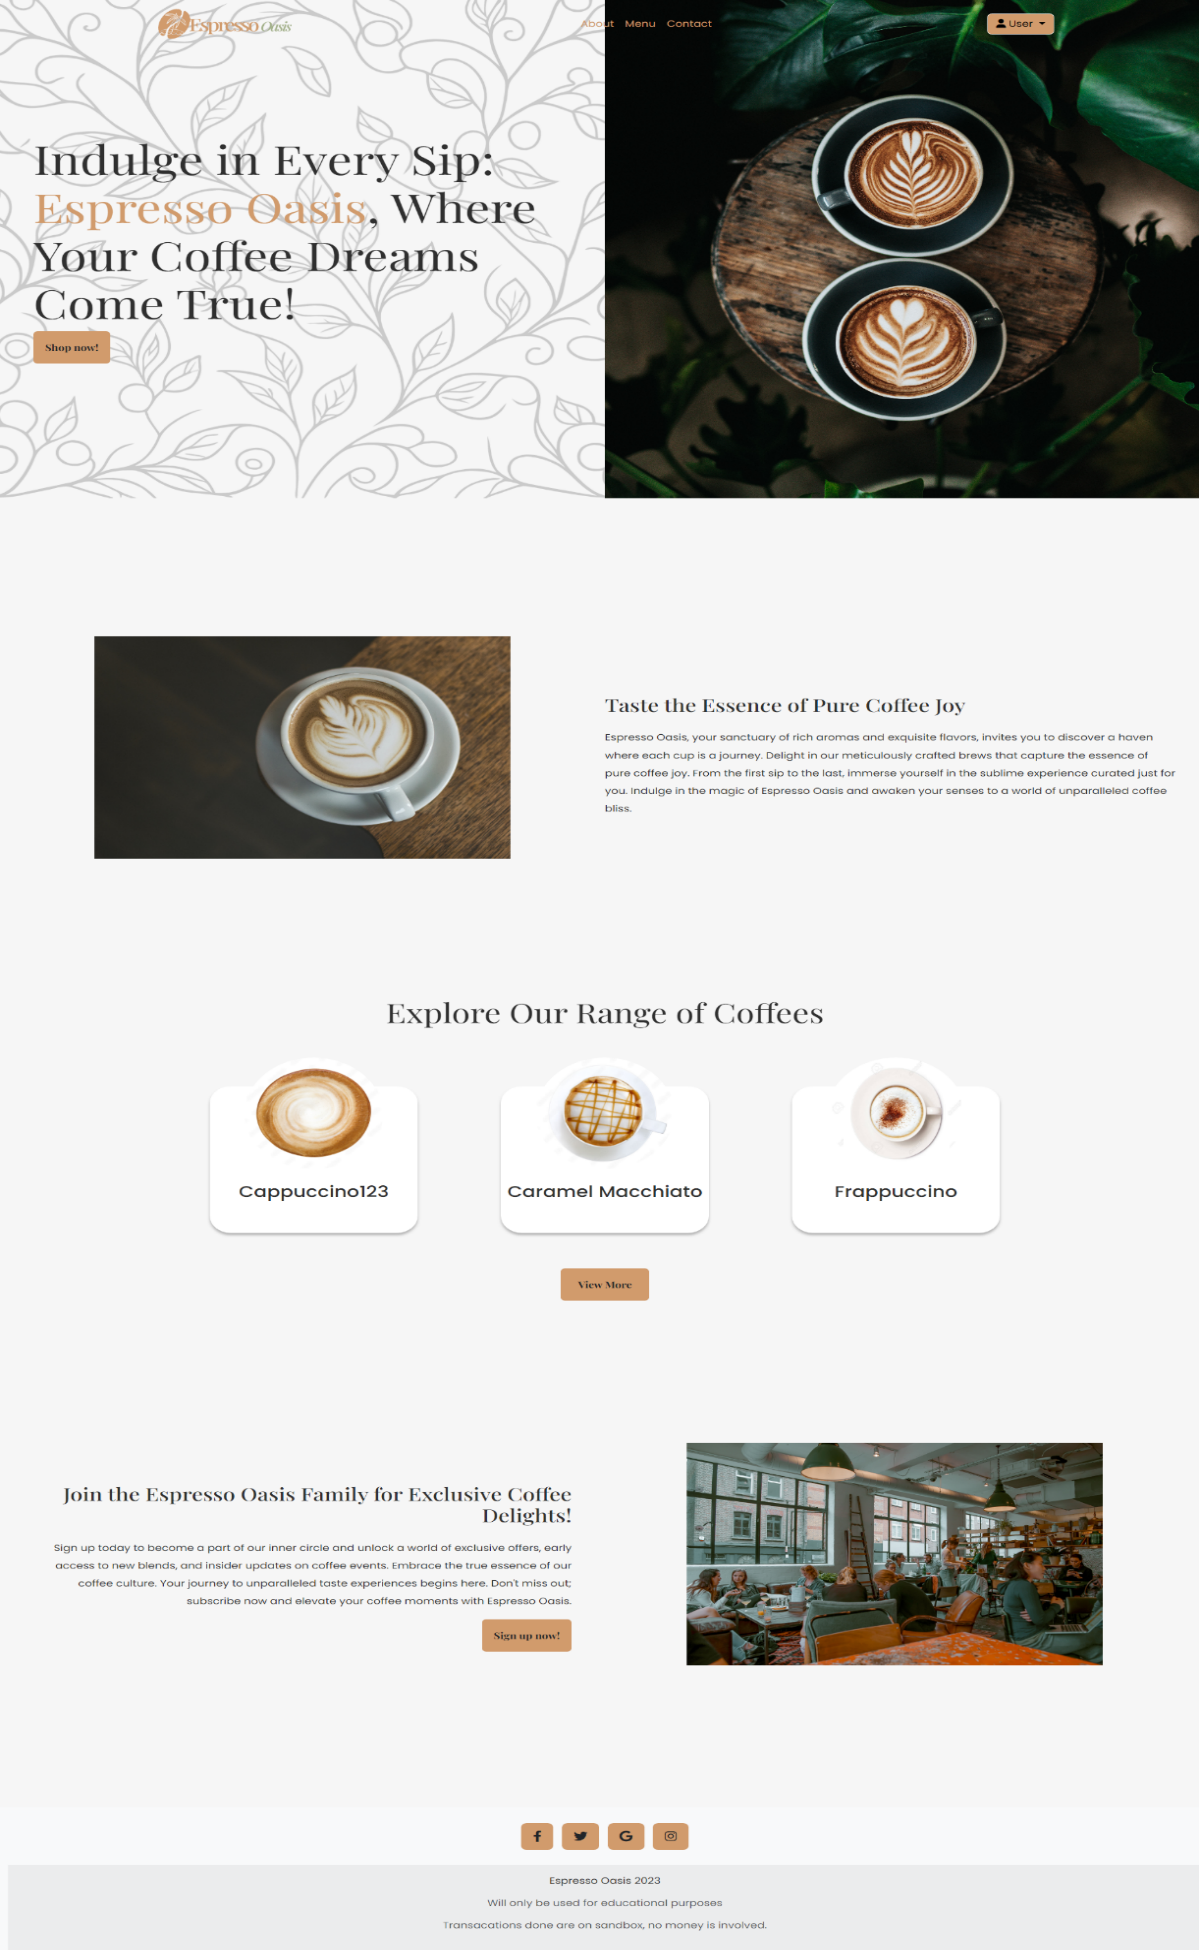 Espresso Oasis
About Menu Contact
User
Indulge in Every Sip:
Espresso Oasis, Where
Your Coffee Dreams
Come True!
Shop now!
Taste the Essence of Pure Coffee Joy
Espresso Oasis, your sanctuary of rich aromas and exquisite flavors, invites you to discover a haven
where each cup is a journey. Delight in our meticulously crafted brews that capture the essence of
pure coffee joy. From the first sip to the last, immerse yourself in the sublime experience curated just for
you. Indulge in the magic of Espresso Oasis and awaken your senses to a world of unparalleled coffee
bliss.
Explore Our Range of Coffees
Cappuccino123
Caramel Macchiato
Frappuccino
View More
Join the Espresso Oasis Family for Exclusive Coffee
Delights!
Sign up today to become a part of our inner circle and unlock a world of exclusive offers, early
access to new blends, and insider updates on coffee events. Embrace the true essence of our
coffee culture. Your journey to unparalleled taste experiences begins here. Don't miss out;
subscribe now and elevate your coffee moments with Espresso Oasis.
Sign up now!
Espresso Oasis 2023
Will only be used for educational purposes
Transacations done are on sandbox, no money is involved.